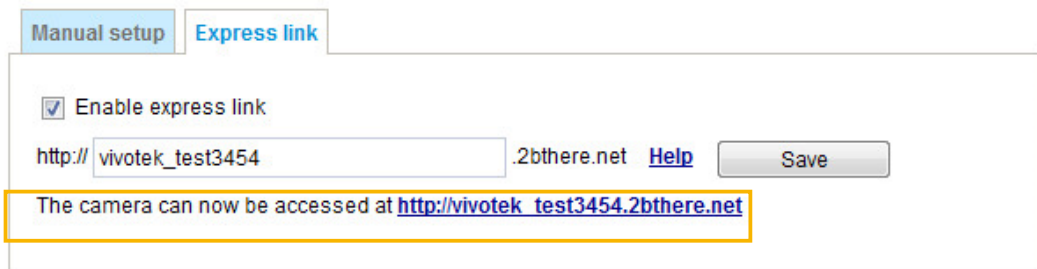 Manual setup Express link
Enable express link
http:// vivotek_test3454 .2bthere.net Help Save
The camera can now be accessed at http://vivotek_test3454.2bthere.net